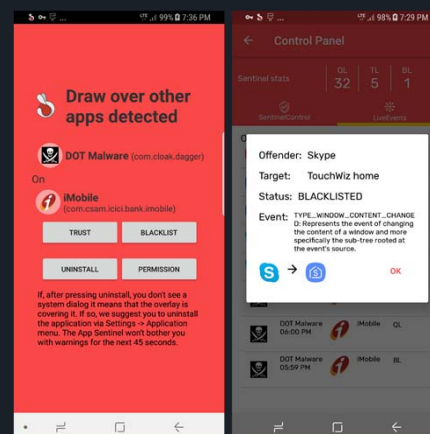 99% 7:36 PM
Draw over other
apps detected
DOT Malware (com.cloak.dagger)
On
iMobile
(com.csam.icici.bank.imobile)
TRUST
BLACKLIST
UNINSTALL
PERMISSION
If, after pressing uninstall, you don't see a
system dialog it means that the overlay is
covering it. If so, we suggest you to uninstall
the application via Settings -> Application
menu. The App Sentinel won't bother you
with warnings for the next 45 seconds.
98% 7:29 PM
Control Panel
Sentinel stats
QL
32
TL
5
BL
1
SentinelControl
LiveEvents
Offender: Skype
Target: TouchWiz home
Status: BLACKLISTED
Event: TYPE_WINDOW_CONTENT_CHANGE
D: Represents the event of changing
the content of a window and more
specifically the sub-tree rooted at
the event's source.
OK
DOT Malware
06:00 PM
iMobile
QL
DOT Malware
05:59 PM
iMobile
BL